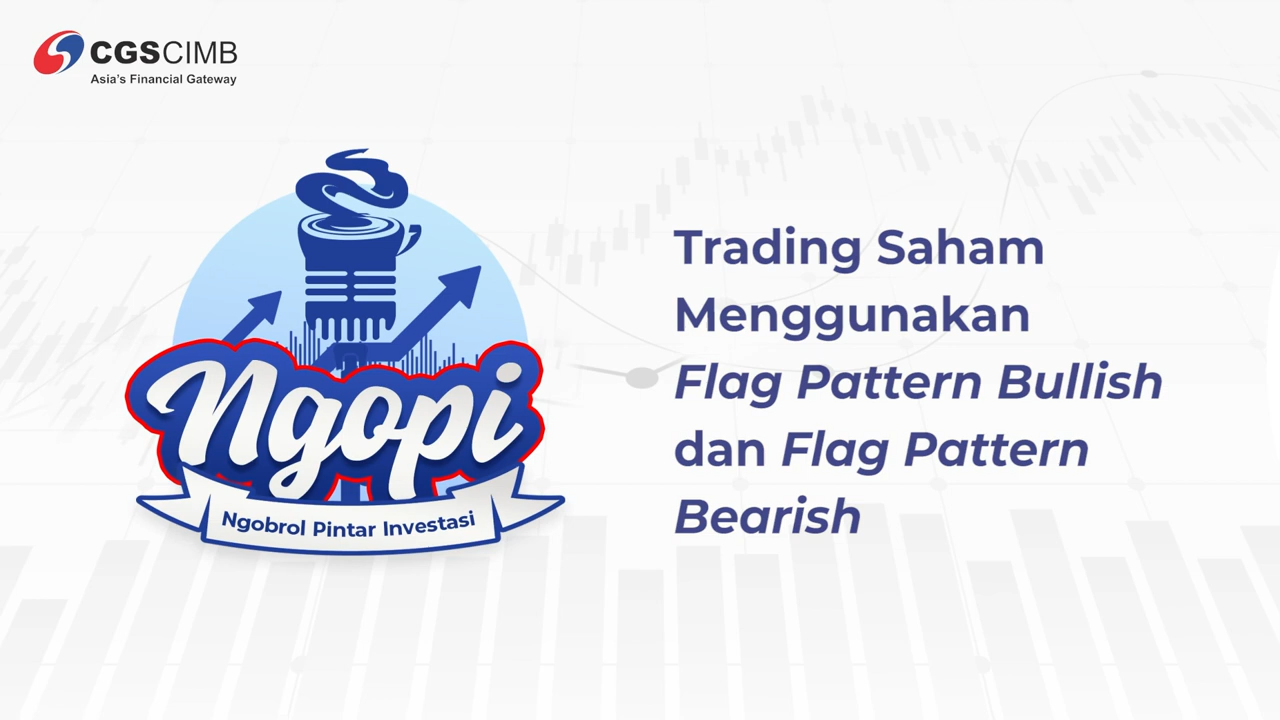 CGSCIMB
Asia's Financial Gateway
Ngopi
Ngobrol Pintar Investasi
Trading Saham
Menggunakan
Flag Pattern Bullish
dan Flag Pattern
Bearish